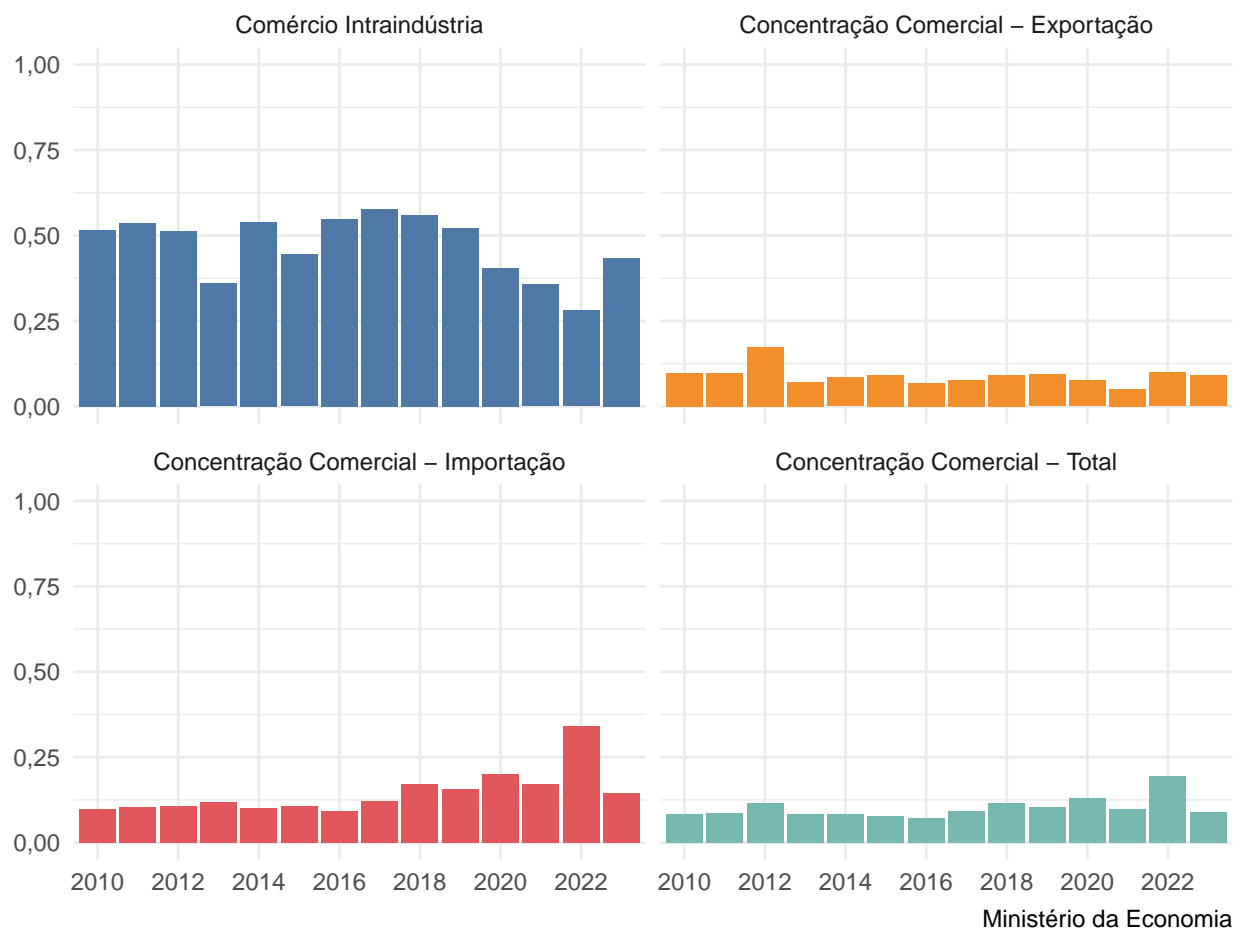 Comércio Intraindústria
Concentração Comercial – Exportação
1,00
0,75
0,50
0,25
0,00
Concentração Comercial – Importação
Concentração Comercial – Total
1,00
0,75
0,50
0,25
0,00
2010 2012 2014 2016 2018 2020 2022
2010 2012 2014 2016 2018 2020 2022
Ministério da Economia